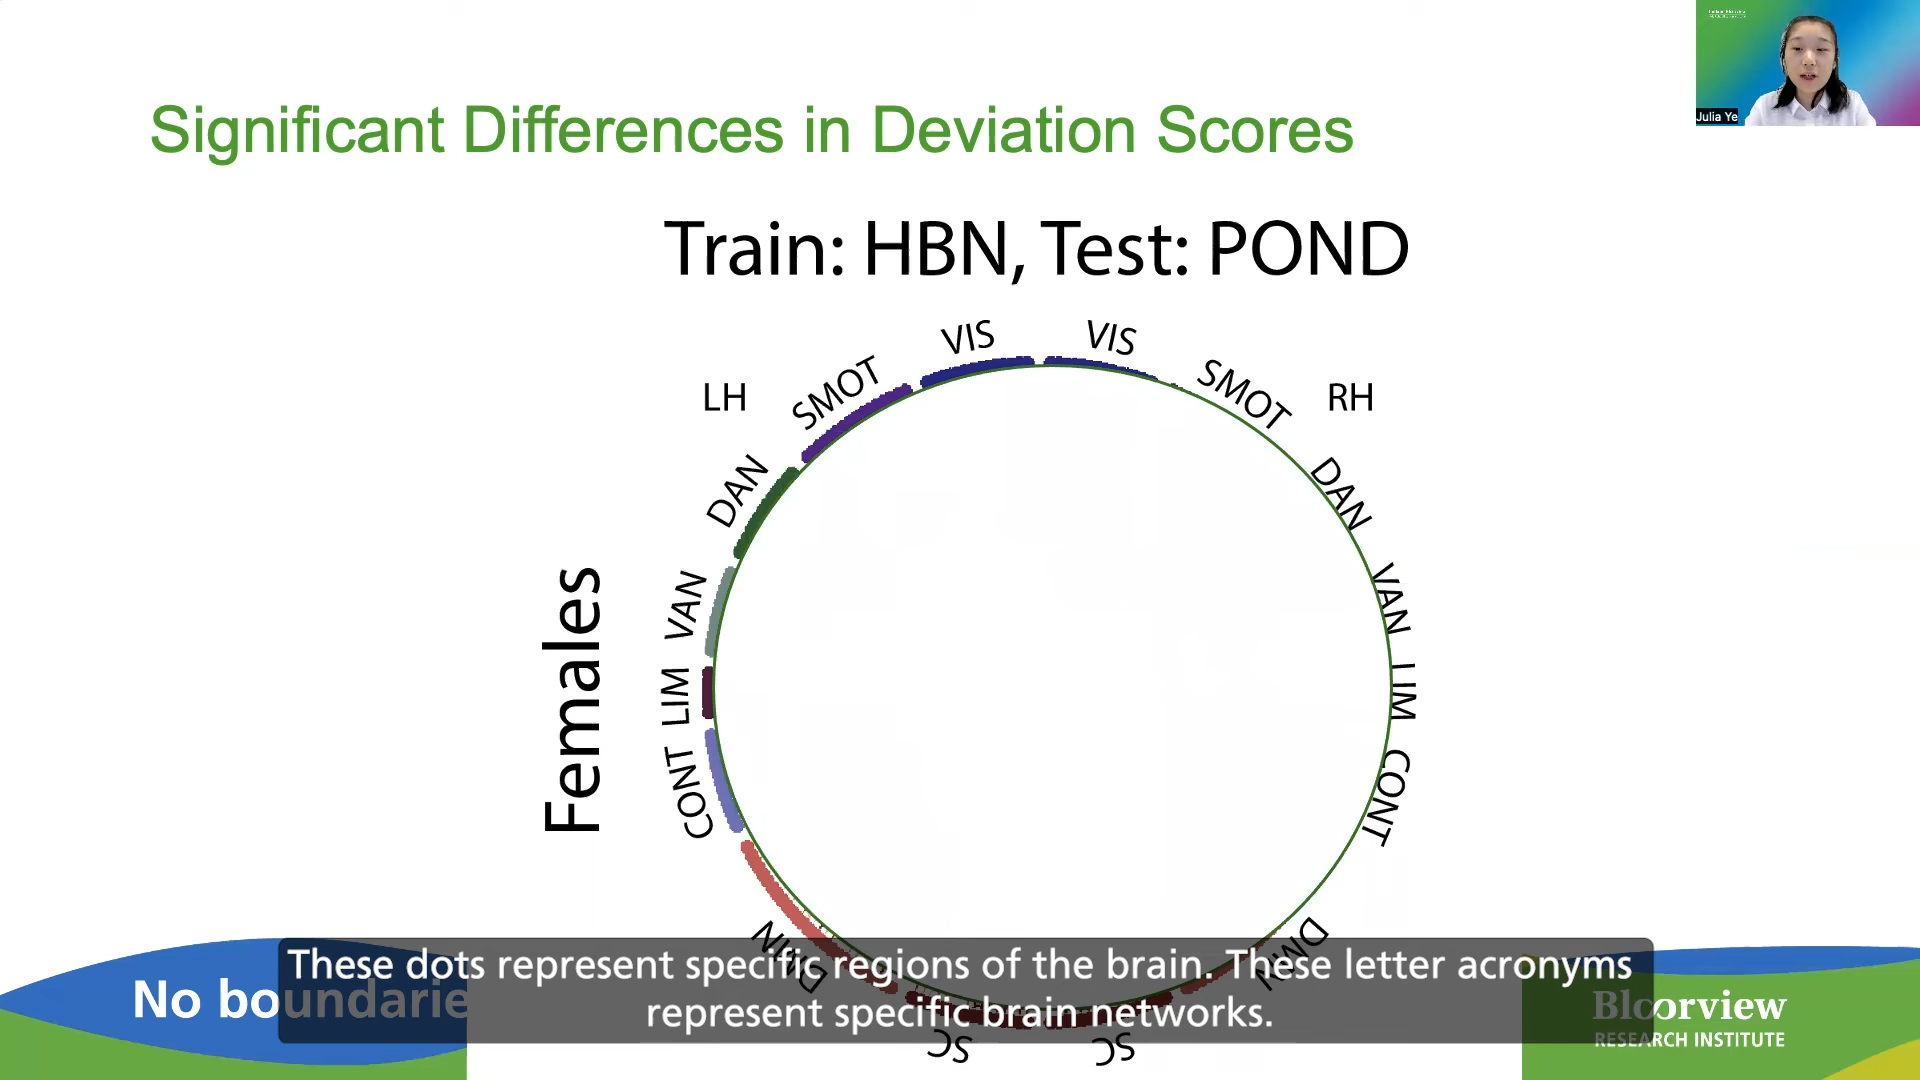 Julia Ye
Significant Differences in Deviation Scores
Train: HBN, Test: POND
VIS
VIS
SMOT
SMOT
LH
RH
DAN
DAN
VAN
VAN
Females
LIM
LIM
CONT
CONT
DMN
DMN
These dots represent specific regions of the brain. These letter acronyms
represent specific brain networks.
No boundarie
Bloorview
RESEARCH INSTITUTE
SC
SC